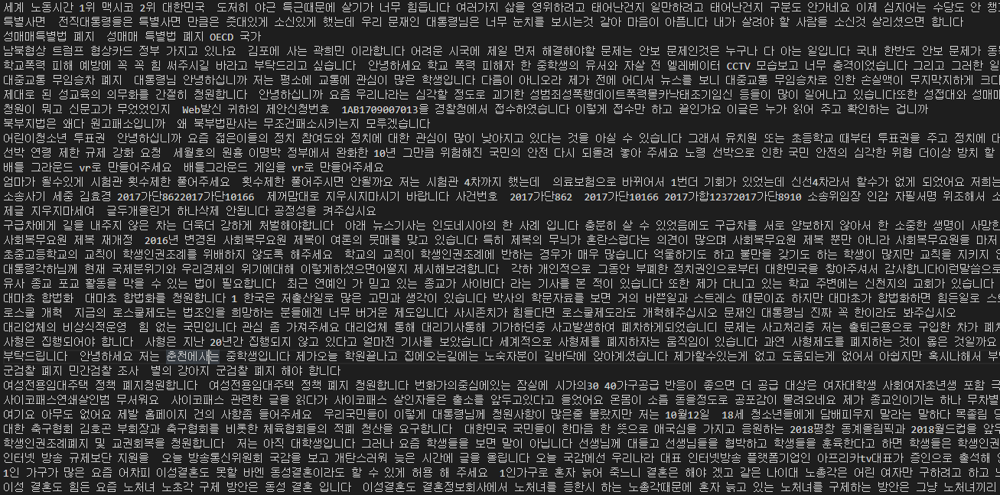 세계 노동시간 1위 맥시코 2위 대한민국 도저히 야근 특근때문에 살기가 너무 힘듭니다 여러가지 삶을 영위하려고 태어난건지 일만하려고 태어난건지 구분도 안가네요 이제 심지어는 수당도 안 챙
특별사면 전직대통령들은 특별사면 만큼은 줏대있게 소신있게 했는데 우리 문재인 대통령님은 너무 눈치를 보시는것 같아 마음이 아픕니다 내가 살려야 할 사람들 소신것 살리셨으면 합니다
성매매특별법 폐지 성매매 특별법 폐지 OECD 국가
남북협상 트럼프 협상카드 정부 가지고 있나요 김포에 사는 곽희민 이라합니다 어려운 시국에 제일 먼저 해결해야할 문제는 안보 문제인것은 누구나 다 아는 일입니다 국내 한반도 안보 문제가 동
학교폭력 피해 예방에 꼭 꼭 힘 써주시길 바라고 부탁드리고 싶습니다 안녕하세요 학교 폭력 피해자 한 중학생의 유서와 자살 전 엘레베이터 CCTV 모습보고 너무 충격이었습니다 그리고 그러한 일
대중교통 무임승차 폐지 대통령님 안녕하십니까 저는 평소에 교통에 관심이 많은 학생입니다 다름이 아니오라 제가 전에 어디서 뉴스를 보니 대중교통 무임승차로 인한 손실액이 무지막지하게 크다
제대로 된 성교육의 의무화를 간절히 청원합니다 안녕하십니까 요즘 우리나라는 심각할 정도로 괴기한 성범죄성폭행데이트폭력몰카낙태조기임신 등등이 많이 일어나고 있습니다또한 성접대와 성매매
청원이 뭐고 신문고가 무었었인지 Web발신 귀하의 제안신청번호 1AB1709007013을 경찰청에서 접수하였습니다 이렇게 접수만 하고 끝인가요 이글은 누가 읽어 주고 확인하는 겁니까
북부지법은 왜다 원고패소입니까 왜 북부법판사는 무조건패소시키는지 모투겠습니다
어린이청소년 투표권 안녕하십니까 요즘 젊은이들의 정치 참여도와 정치에 대한 관심이 많이 낮아지고 있다는 것을 아실 수 있습니다 그래서 유치원 또는 초등학교 때부터 투표권을 주고 정치에 대
선박 연령 제한 규제 강화 요청 세월호의 원흉 이명박 정부에서 완화한 10년 그만큼 위험해진 국민의 안전 다시 되돌려 놓아 주세요 노령 선박으로 인한 국민 안전의 심각한 위협 더이상 방치 할
배틀 그라운드 vr로 만들어주세요 배틀그라운드 게임을 vr로 만들어주세요
엄마가 될수있게 시험관 횟수제한 풀어주세요 횟수제한 풀어주시면 안될까요 저는 시험관 4차까지 했는데 의료보험으로 바뀌어서 1번더 기회가 있었는데 신선4차라서 할수가 없게 되었어요 저희는
소송사기 세종 김효경 2017가단8622017가단10166 제꺼맘대로 지우시지마시기 바랍니다 사건번호 2017가단862 2017가단10166 2017가합12372017가단8910 소송위임장 인감 자필서명 위조해서 소
제글 지우지마세여 글두개올린거 하나삭제 안됩니다 공정성을 켜주십시요
구급차에게 길을 내주지 않은 차는 더욱더 강하게 처벌해야합니다 아래 뉴스기사는 인도네시아의 한 사례 입니다 충분히 살 수 있었음에도 구급차를 서로 양보하지 않아서 한 소중한 생명이 사망한
사회복무요원 제복 재개정 2016년 변경된 사회복무요원 제복이 여론의 뭇매를 맞고 있습니다 특히 제복의 무늬가 혼란스럽다는 의견이 많으며 사회복무요원 제복 뿐만 아니라 사회복무요원을 마저
초중고등학교의 교칙이 학생인권조례를 위배하지 않도록 해주세요 학교의 교칙이 학생인권조례에 반하는 경우가 매우 많습니다 억울하기도 하고 불만을 갖기도 하는 학생이 많지만 교칙을 지키지 안
대통령각하님께 현재 국제분위기와 우리경제의 위기에대해 이렇게하셨으면어떨지 제시해보려합니다 각하 개인적으로 그동안 부패한 정치권인으로부터 대한민국을 찾아주셔서 감사합니다이런말씀으로
유사 종교 포교 활동을 막을 수 있는 법이 필요합니다 최근 연예인 가 믿고 있는 종교가 사이비다 라는 기사를 본 적이 있습니다 또한 제가 다니고 있는 학교 주변에는 신천지의 교회가 있습니다
대마초 합법화 대마초 합법화를 청원합니다 1 한국은 저출산일로 많은 고민과 생각이 있습니다 박사의 학문자료를 보면 거의 바쁜일과 스트레스 때문이죠 하지만 대마초가 합법화하면 힘든일로 스트
로스쿨 개혁 지금의 로스쿨제도는 법조인을 희망하는 분들에겐 너무 버거운 제도입니다 사시존치가 힘들다면 로스쿨제도라도 개혁해주십시오 문재인 대통령님 진짜 꼭 한이라도 봐주십시오
대리업체의 비상식적운영 힘 없는 국민입니다 관심 좀 가져주세요 대리업체 통해 대리기사통해 기가하던중 사고발생하여 폐차하게되었습니다 문제는 사고처리중 저는 출퇴근용으로 구입한 차가 폐차
사형은 집행되어야 합니다 사형은 지난 20년간 집행되지 않고 있다고 얼마전 기사를 보았습니다 세계적으로 사형제를 폐지하자는 움직임이 있습니다 과연 사형제도를 폐지하는 것이 옳은 것일까요
부탁드립니다 안녕하세요 저는 춘천에사는 중학생입니다 제가오늘 학원끝나고 집에오는길에는 노숙자분이 길바닥에 앉아계셨습니다 제가할수있는게 없고 도움되는게 없어서 아쉽지만 혹시나해서 부
군검찰 폐지 민간검찰 조사 별의 강아지 군검찰 폐지 해야 합니다
여성전용임대주택 정책 폐지청원합니다 여성전용임대주택 정책 폐지 청원합니다 번화가의중심에있는 잠실에 시가의30 40가구공급 반응이 좋으면 더 공급 대상은 여자대학생 사회여자초년생 포함 국
사이코패스연쇄살인범 무서워요 사이코패스 관련한 글을 읽다가 사이코패스 살인자들은 출소를 앞두고있다고 들었어요 온몸이 소름 돋을정도로 공포감이 몰려오네요 제가 종교인이기는 하나 무차별
여기요 아무도 없어요 제발 홈페이지 건의 사항좀 들어주세요 우리국민들이 이렇게 대통령님께 청원사항이 많은줄 몰랐지만 저는 10월12일 18세 청소년들에게 담배피우지 말라는 말하다 목졸림 당
대한 축구협회 김호곤 부회장과 축구협회를 비롯한 체육협회들의 적폐 청산을 요구합니다 대한민국 국민들이 한마음 한 뜻으로 애국심을 가지고 응원하는 2018평창 동계올림픽과 2018월드컵을 앞두
학생인권조례폐지 및 교권회복을 청원합니다 저는 아직 대학생입니다 그러나 요즘 학생들을 보면 말이 아닙니다 선생님께 대들고 선생님들을 협박하고 학생들을 훈육한다고 하면 학생들은 학생인권
인터넷 방송 규제보단 지원을 오늘 방송통신위원회 국감을 보고 개탄스러워 늦은 시간에 글을 올립니다 오늘 국감에선 우리나라 대표 인터넷방송 플랫폼기업인 아프리카tv대표가 증인으로 출석해 있
1인 가구가 많은 요즘 어차피 이성결혼도 못할 바엔 동성결혼이라도 할 수 있게 허용 해 주세요 1인가구로 혼자 늙어 죽느니 결혼은 해야 겠고 같은 나이대 노총각은 어린 여자만 구하려고 하고 노
이성 결혼도 힘든 요즘 노처녀 노초각 구제 방안은 동성 결혼 입니다 이성결혼도 결혼정보회사에서 노처녀를 등한시 하는 노총각때문에 혼자 늙고 있는 노처녀를 구제하는 방안은 그냥 노처녀끼리